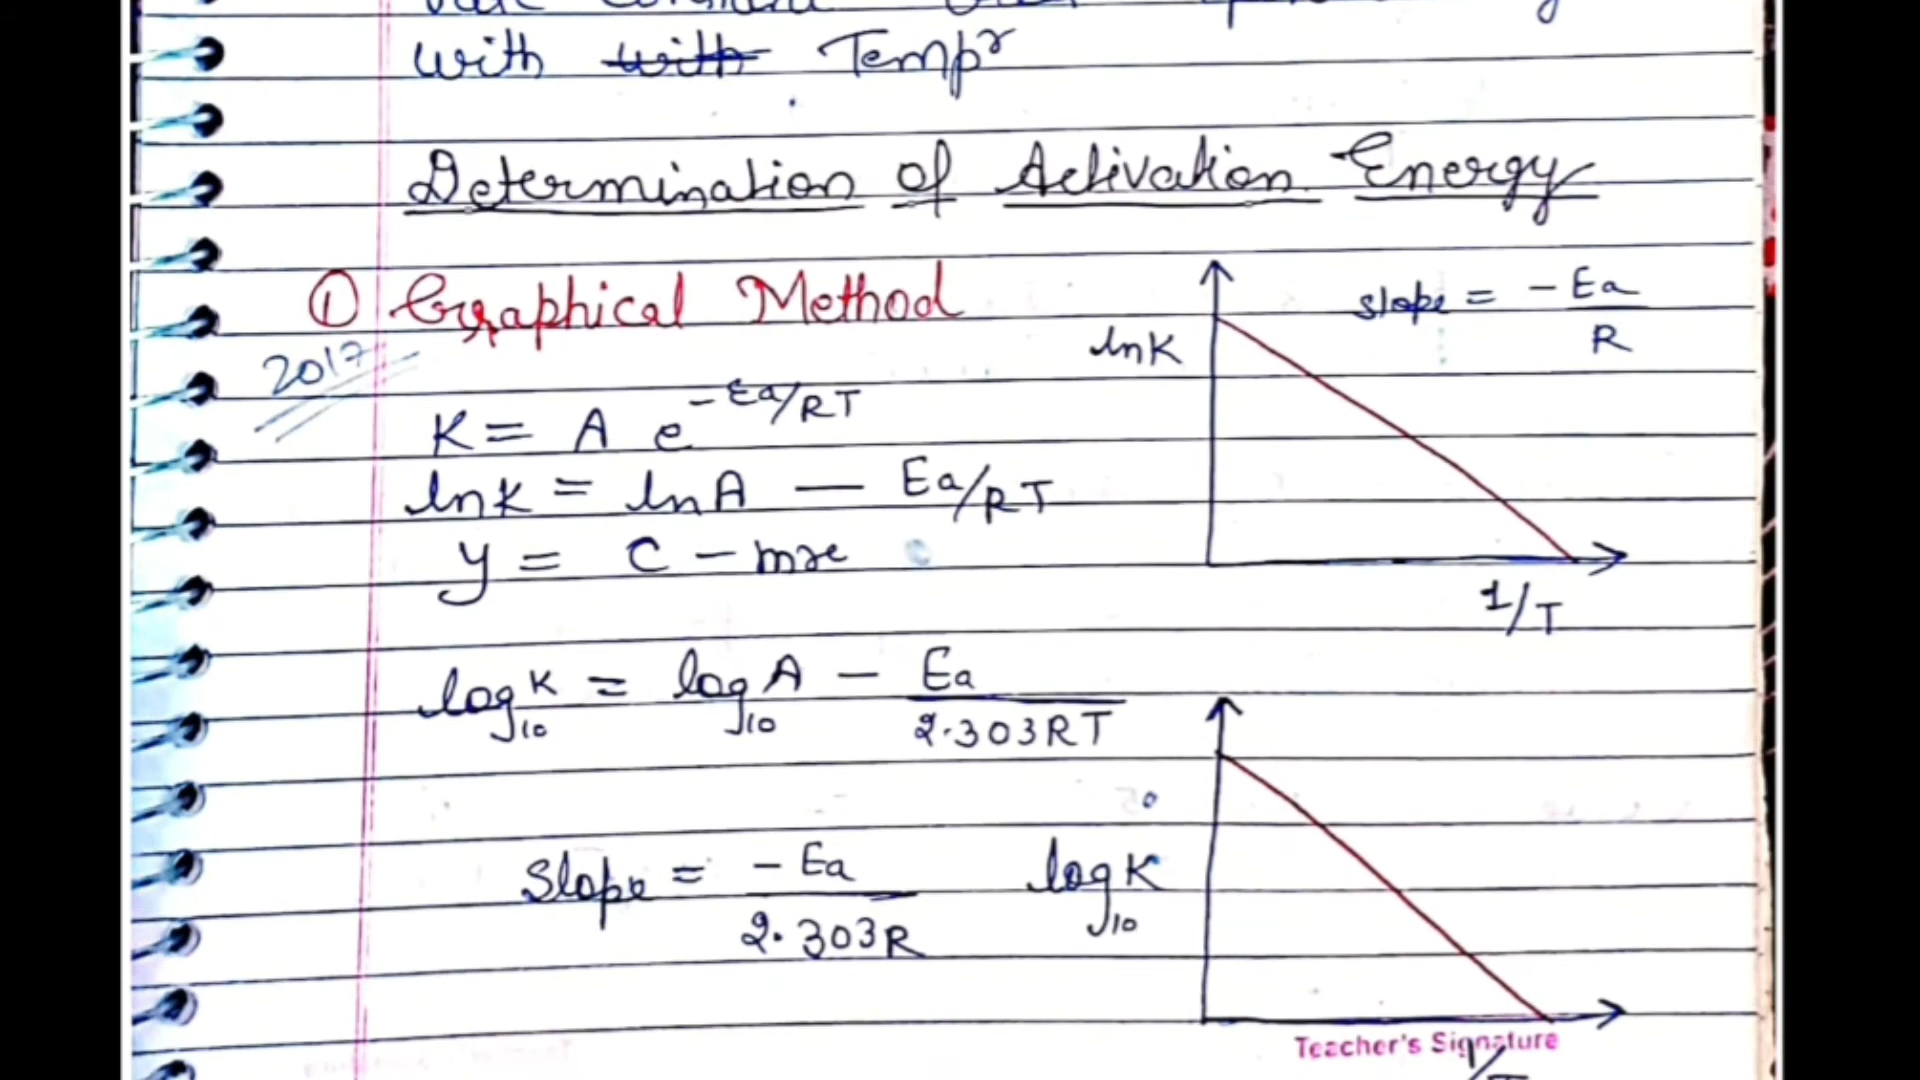 with with Tempr
Determination of Activation Energy
① Graphical Method
2017
lnK
slope = -Ea/R
K = A e^-Ea/RT
lnk = lnA — Ea/RT
y = C - mx
1/T
log₁₀K = log₁₀A - Ea/2.303RT
Slope = -Ea/2.303R
log₁₀K
Teacher's Signature